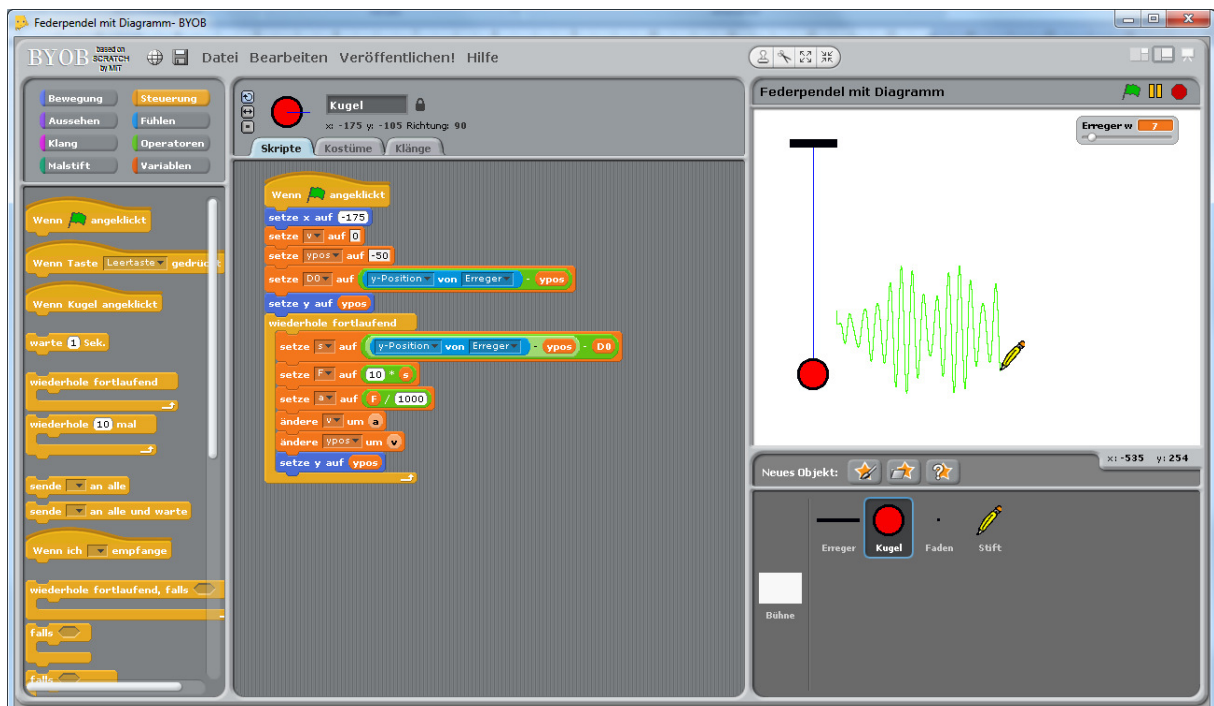 Federpendel mit Diagramm- BYOB
BYOB based on SCRATCH by MIT
Datei Bearbeiten Veröffentlichen! Hilfe
Bewegung Steuerung
Aussehen Fühlen
Klang Operatoren
Malstift Variablen
Wenn angeklickt
Wenn Taste Leertaste gedrückt
Wenn Kugel angeklickt
warte 1 Sek.
wiederhole fortlaufend
wiederhole 10 mal
sende an alle
sende an alle und warte
Wenn ich empfange
wiederhole fortlaufend, falls
falls
falls
Kugel
x: -175 y: -105 Richtung: 90
Skripte Kostüme Klänge
Wenn angeklickt
setze x auf -175
setze v auf 0
setze ypos auf -50
setze D0 auf y-Position von Erreger - ypos
setze y auf ypos
wiederhole fortlaufend
setze s auf y-Position von Erreger - ypos - D0
setze F auf 10 * s
setze a auf F / 1000
ändere v um a
ändere ypos um v
setze y auf ypos
Federpendel mit Diagramm
Erreger w 7
x: -535 y: 254
Neues Objekt:
Erreger Kugel Faden Stift
Bühne